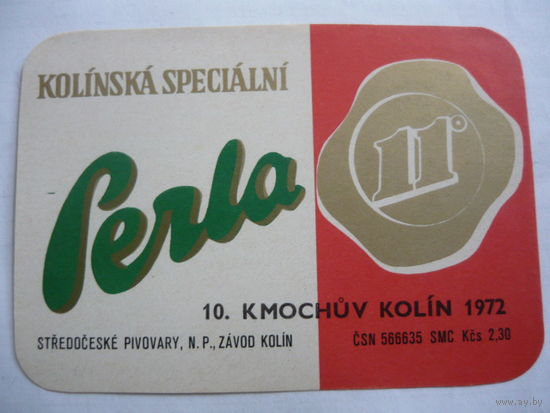 KOLÍNSKÁ SPECIÁLNÍ
Perla
11°
10. KMOCHŮV KOLÍN 1972
STŘEDOČESKÉ PIVOVARY, N. P., ZÁVOD KOLÍN
ČSN 566635 SMC Kčs 2,30
www.ay.by